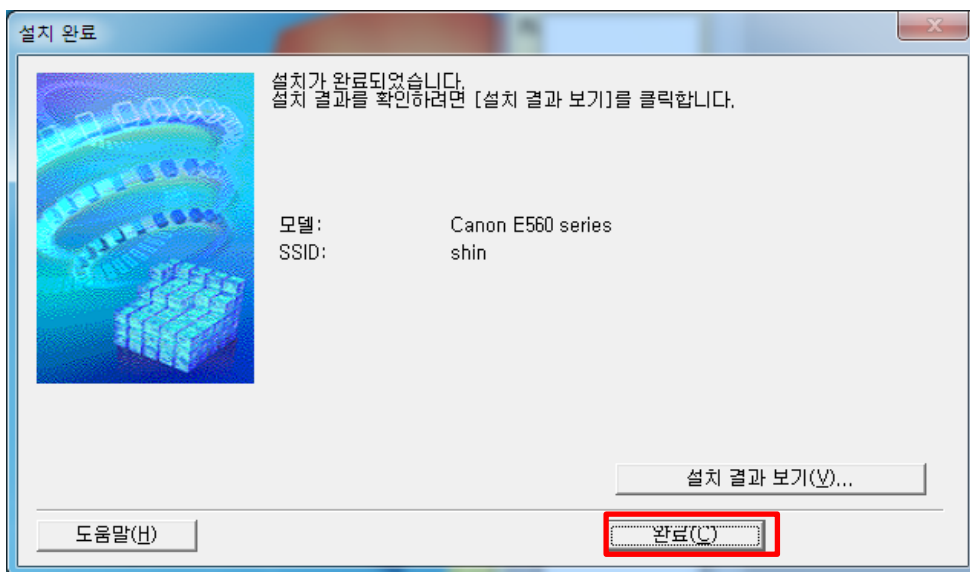 설치 완료
설치가 완료되었습니다.
설치 결과를 확인하려면 [설치 결과 보기]를 클릭합니다.
모델: Canon E560 series
SSID: shin
설치 결과 보기(V)...
도움말(H)
완료(C)